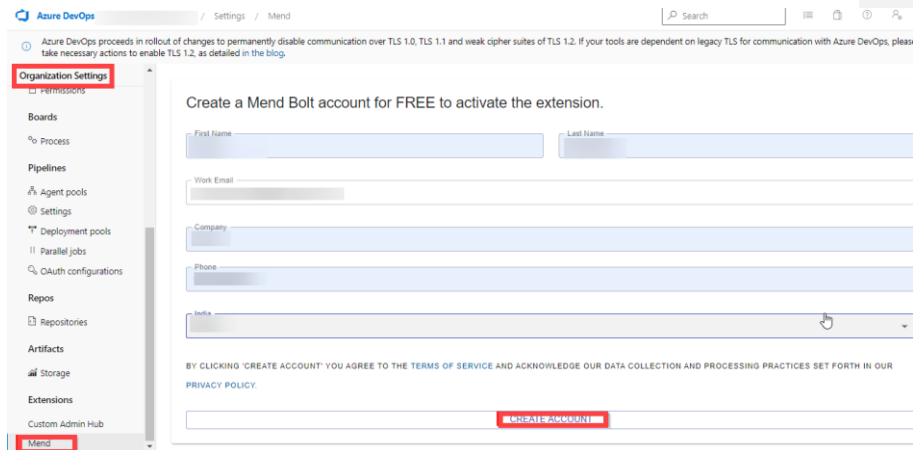 Azure DevOps / Settings / Mend Search
Azure DevOps proceeds in rollout of changes to permanently disable communication over TLS 1.0, TLS 1.1 and weak cipher suites of TLS 1.2. If your tools are dependent on legacy TLS for communication with Azure DevOps, pleas
take necessary actions to enable TLS 1.2, as detailed in the blog.
Organization Settings
Permissions
Boards
Process
Pipelines
Agent pools
Settings
Deployment pools
Parallel jobs
OAuth configurations
Repos
Repositories
Artifacts
Storage
Extensions
Custom Admin Hub
Mend
Create a Mend Bolt account for FREE to activate the extension.
First Name Last Name
Work Email
Company
Phone
India
BY CLICKING 'CREATE ACCOUNT' YOU AGREE TO THE TERMS OF SERVICE AND ACKNOWLEDGE OUR DATA COLLECTION AND PROCESSING PRACTICES SET FORTH IN OUR
PRIVACY POLICY.
CREATE ACCOUNT